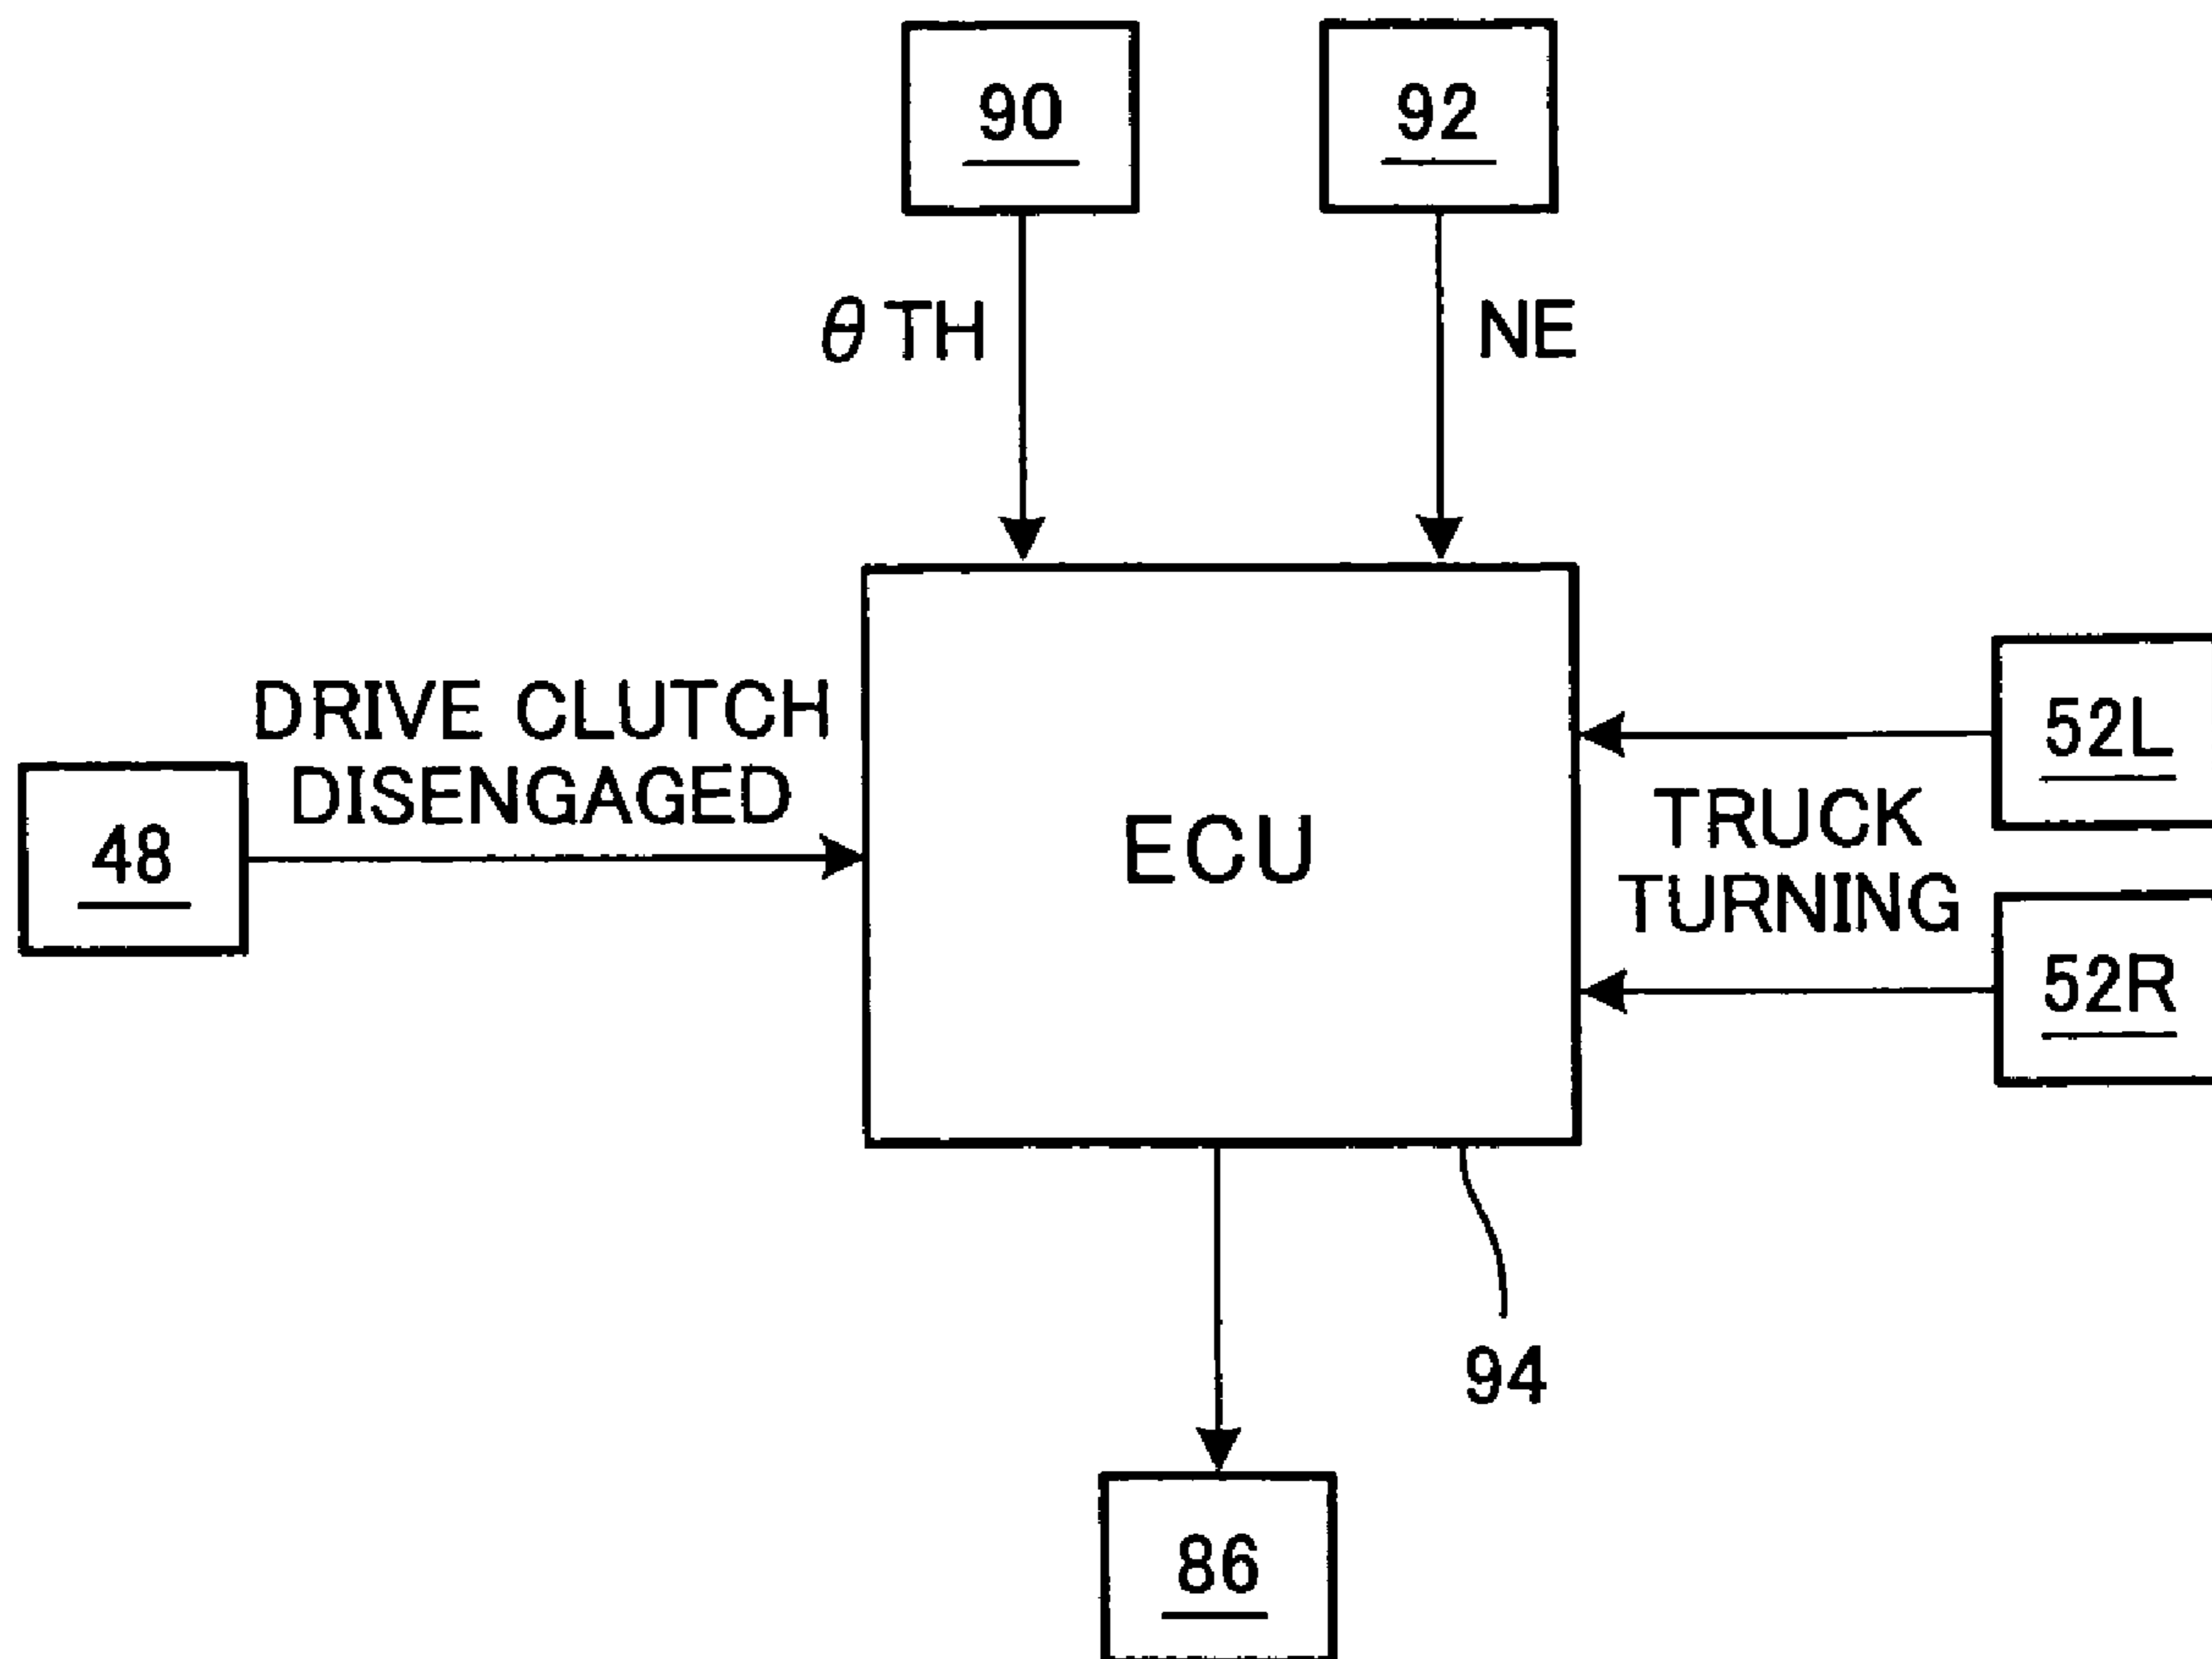 90
92
θTH
NE
DRIVE CLUTCH
DISENGAGED
48
ECU
52L
TRUCK
TURNING
52R
94
86